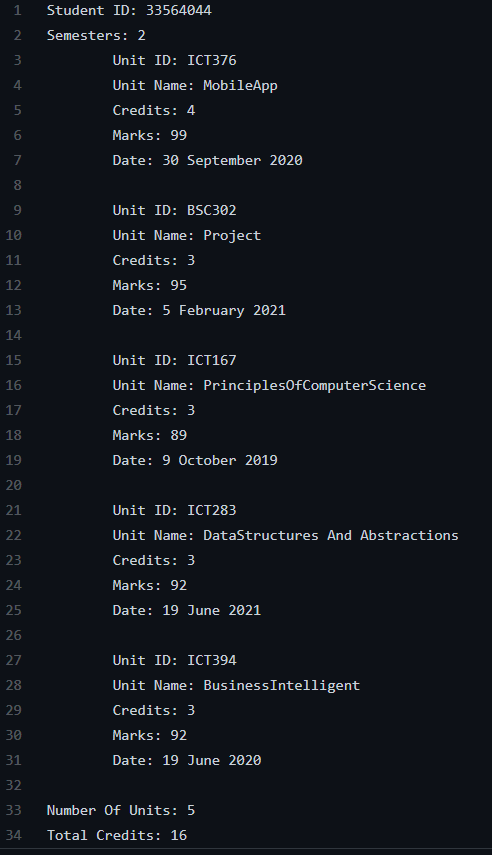 1 Student ID: 33564044
2 Semesters: 2
3 Unit ID: ICT376
4 Unit Name: MobileApp
5 Credits: 4
6 Marks: 99
7 Date: 30 September 2020
8
9 Unit ID: BSC302
10 Unit Name: Project
11 Credits: 3
12 Marks: 95
13 Date: 5 February 2021
14
15 Unit ID: ICT167
16 Unit Name: PrinciplesOfComputerScience
17 Credits: 3
18 Marks: 89
19 Date: 9 October 2019
20
21 Unit ID: ICT283
22 Unit Name: DataStructures And Abstractions
23 Credits: 3
24 Marks: 92
25 Date: 19 June 2021
26
27 Unit ID: ICT394
28 Unit Name: BusinessIntelligent
29 Credits: 3
30 Marks: 92
31 Date: 19 June 2020
32
33 Number Of Units: 5
34 Total Credits: 16